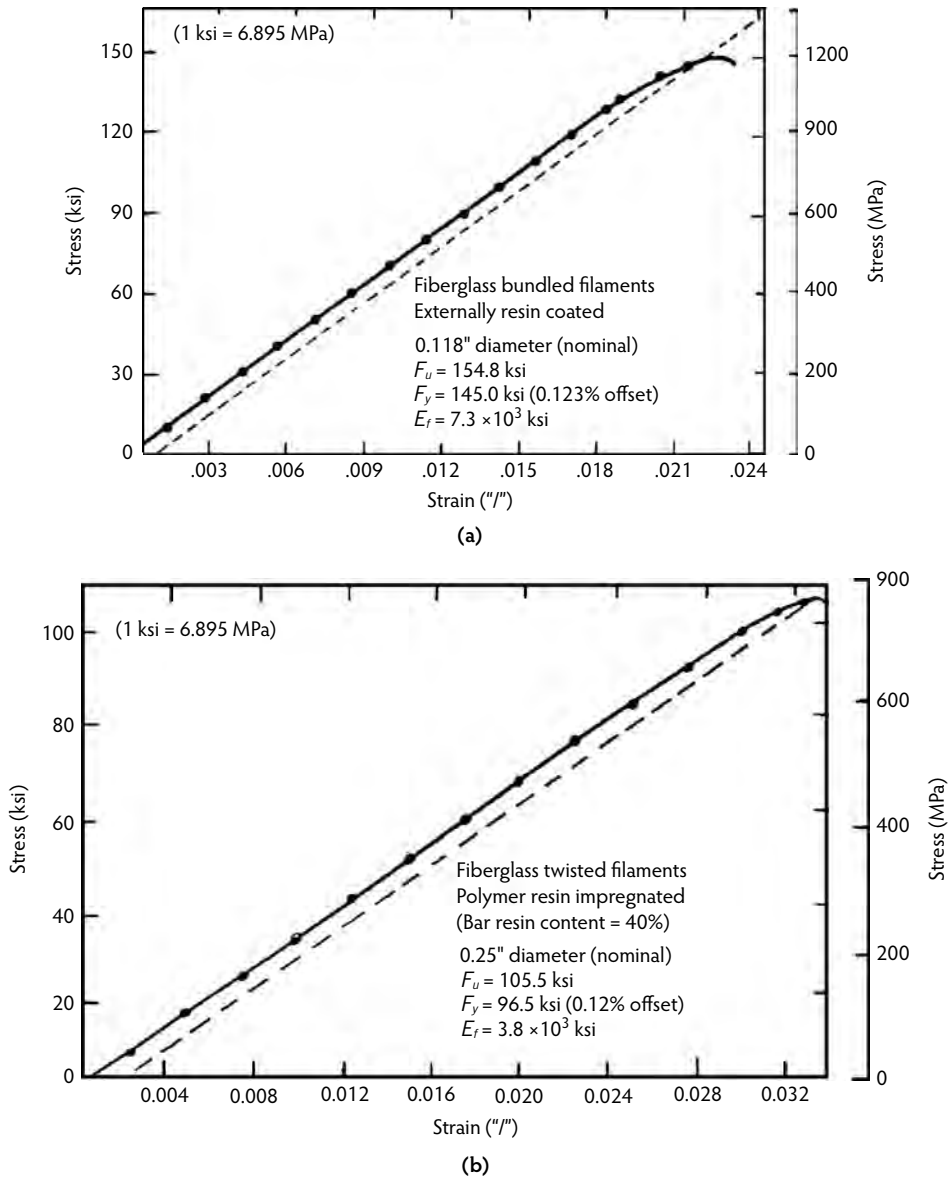 (1 ksi = 6.895 MPa)
150
120
90
60
30
0
Stress (ksi)
1200
900
600
400
200
0
Stress (MPa)
Fiberglass bundled filaments
Externally resin coated
0.118" diameter (nominal)
Fu = 154.8 ksi
Fy = 145.0 ksi (0.123% offset)
Ef = 7.3 ×10³ ksi
.003 .006 .009 .012 .015 .018 .021 .024
Strain ("/")
(a)
(1 ksi = 6.895 MPa)
100
80
60
40
20
0
Stress (ksi)
900
600
400
200
0
Stress (MPa)
Fiberglass twisted filaments
Polymer resin impregnated
(Bar resin content = 40%)
0.25" diameter (nominal)
Fu = 105.5 ksi
Fy = 96.5 ksi (0.12% offset)
Ef = 3.8 ×10³ ksi
0.004 0.008 0.012 0.016 0.020 0.024 0.028 0.032
Strain ("/")
(b)